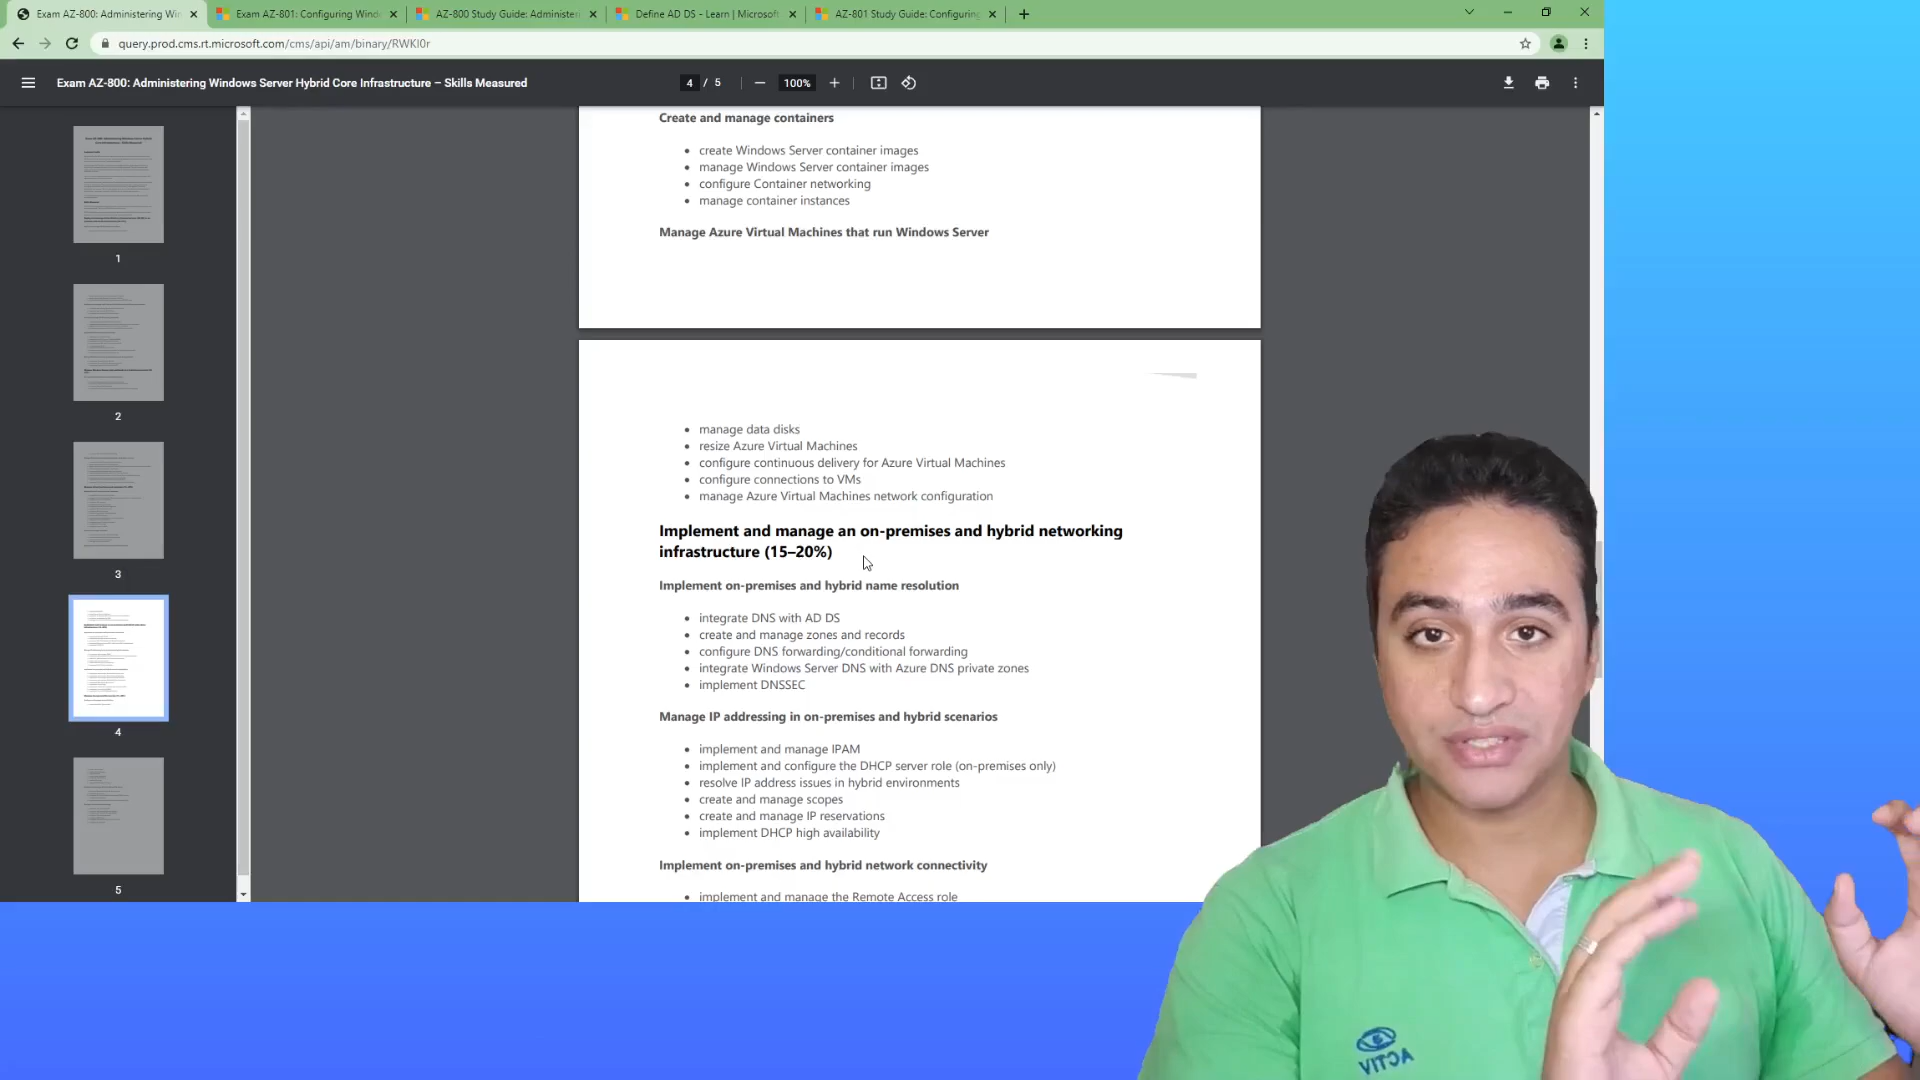 Exam AZ-800: Administering Win
Exam AZ-801: Configuring Windo
AZ-800 Study Guide: Administerin
Define AD DS - Learn | Microsoft
AZ-801 Study Guide: Configuring
query.prod.cms.rt.microsoft.com/cms/api/am/binary/RWKI0r
Exam AZ-800: Administering Windows Server Hybrid Core Infrastructure – Skills Measured
4 / 5
100%
1
2
3
4
5
Create and manage containers
• create Windows Server container images
• manage Windows Server container images
• configure Container networking
• manage container instances
Manage Azure Virtual Machines that run Windows Server
• manage data disks
• resize Azure Virtual Machines
• configure continuous delivery for Azure Virtual Machines
• configure connections to VMs
• manage Azure Virtual Machines network configuration
Implement and manage an on-premises and hybrid networking
infrastructure (15–20%)
Implement on-premises and hybrid name resolution
• integrate DNS with AD DS
• create and manage zones and records
• configure DNS forwarding/conditional forwarding
• integrate Windows Server DNS with Azure DNS private zones
• implement DNSSEC
Manage IP addressing in on-premises and hybrid scenarios
• implement and manage IPAM
• implement and configure the DHCP server role (on-premises only)
• resolve IP address issues in hybrid environments
• create and manage scopes
• create and manage IP reservations
• implement DHCP high availability
Implement on-premises and hybrid network connectivity
• implement and manage the Remote Access role
ACTIV